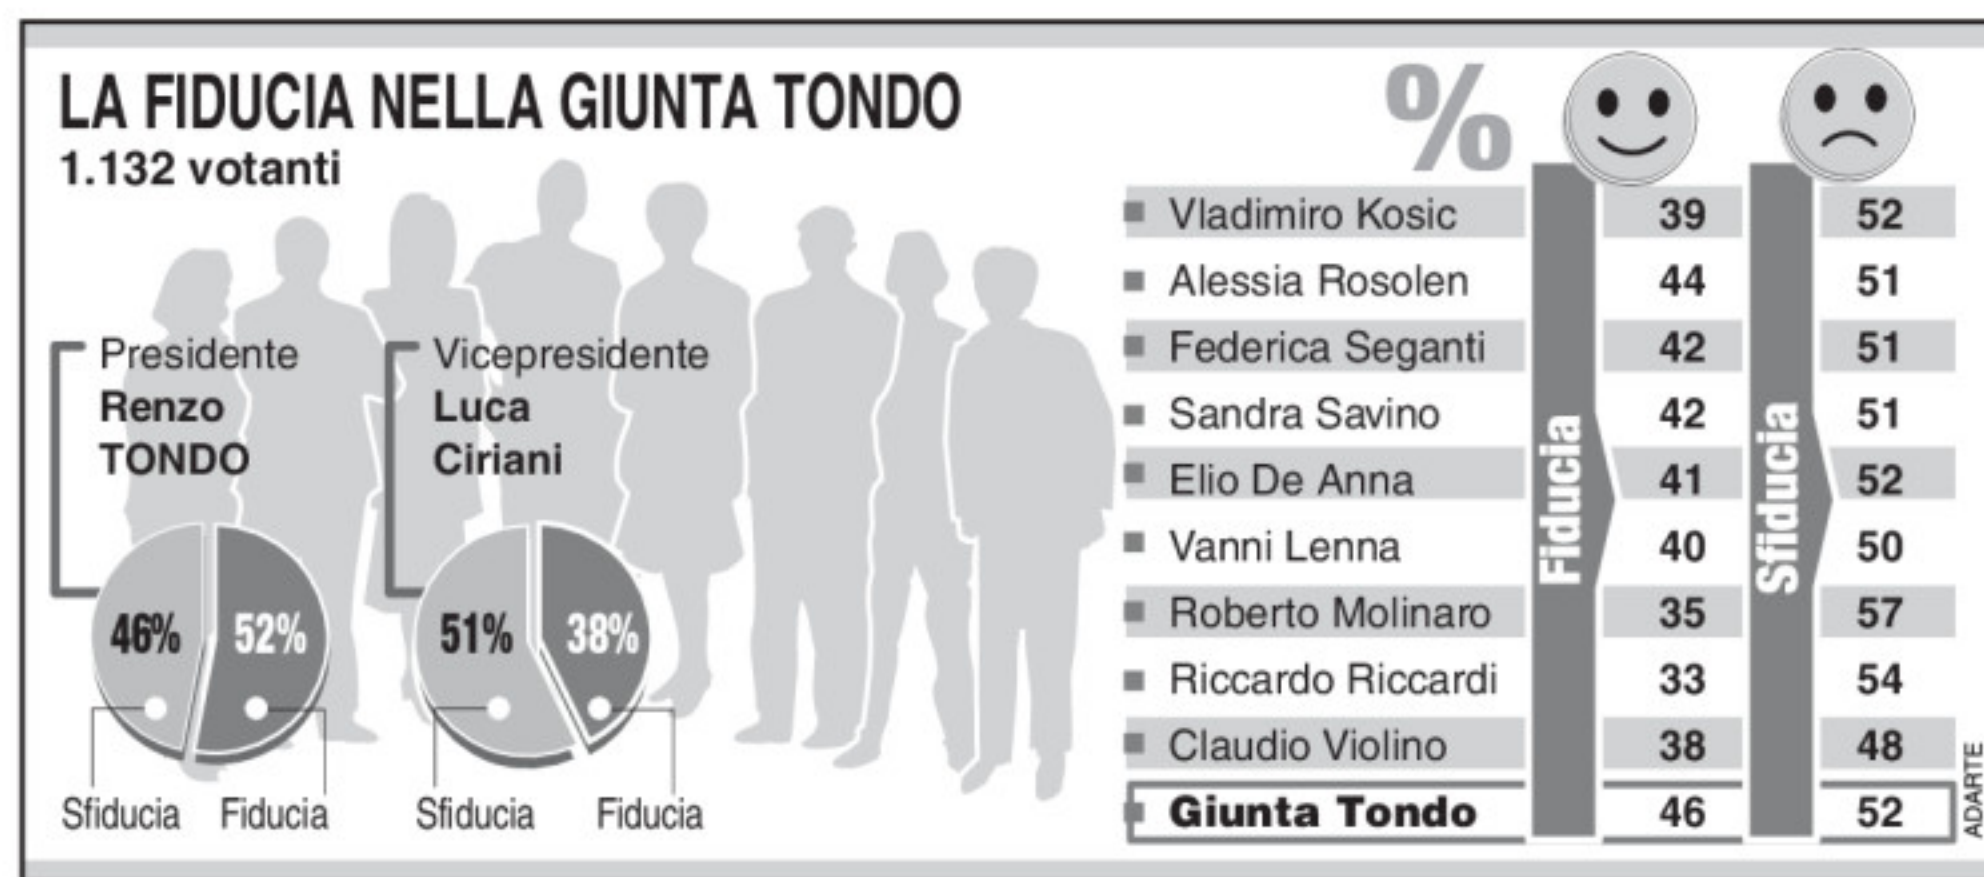 LA FIDUCIA NELLA GIUNTA TONDO
1.132 votanti
Presidente
Renzo
TONDO
46% 52%
Sfiducia Fiducia
Vicepresidente
Luca
Ciriani
51% 38%
Sfiducia Fiducia
%
Fiducia
Sfiducia
Vladimiro Kosic 39 52
Alessia Rosolen 44 51
Federica Seganti 42 51
Sandra Savino 42 51
Elio De Anna 41 52
Vanni Lenna 40 50
Roberto Molinaro 35 57
Riccardo Riccardi 33 54
Claudio Violino 38 48
Giunta Tondo 46 52
ADARTE